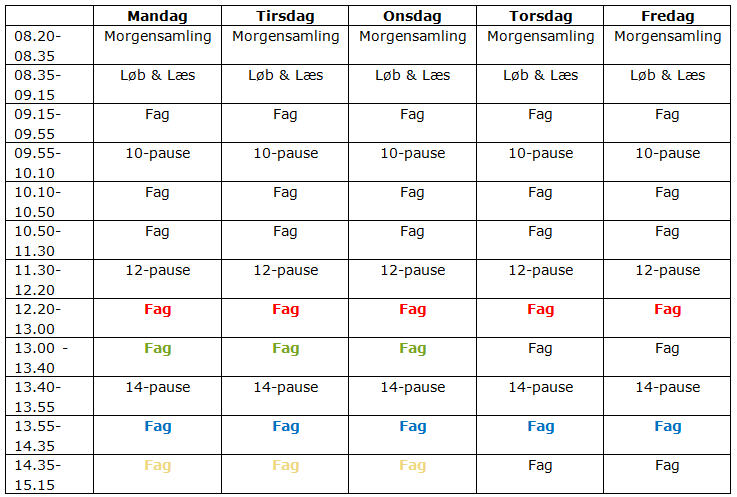 Mandag Tirsdag Onsdag Torsdag Fredag
08.20- Morgensamling Morgensamling Morgensamling Morgensamling Morgensamling
08.35
08.35- Løb & Læs Løb & Læs Løb & Læs Løb & Læs Løb & Læs
09.15
09.15- Fag Fag Fag Fag Fag
09.55
09.55- 10-pause 10-pause 10-pause 10-pause 10-pause
10.10
10.10- Fag Fag Fag Fag Fag
10.50
10.50- Fag Fag Fag Fag Fag
11.30
11.30- 12-pause 12-pause 12-pause 12-pause 12-pause
12.20
12.20- Fag Fag Fag Fag Fag
13.00
13.00 - Fag Fag Fag Fag Fag
13.40
13.40- 14-pause 14-pause 14-pause 14-pause 14-pause
13.55
13.55- Fag Fag Fag Fag Fag
14.35
14.35- Fag Fag Fag Fag Fag
15.15